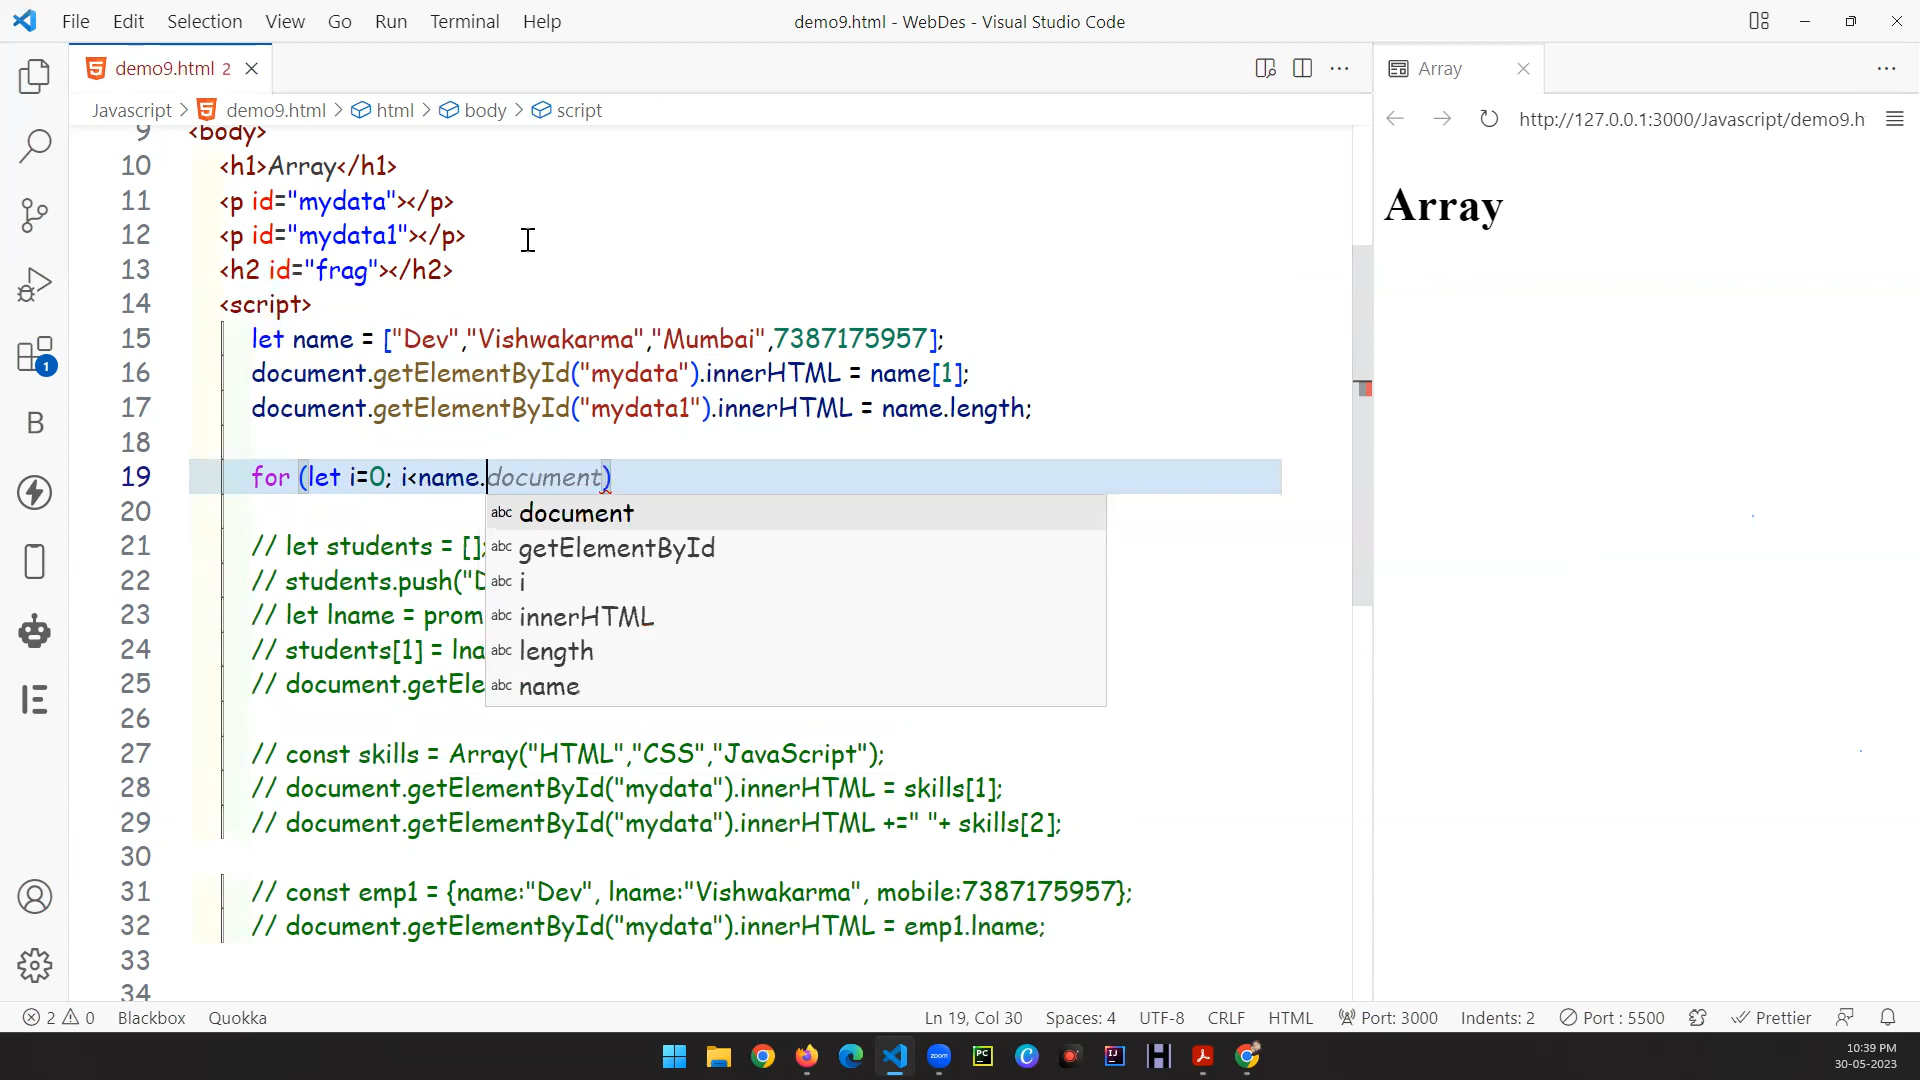 File Edit Selection View Go Run Terminal Help demo9.html - WebDes - Visual Studio Code
demo9.html 2
Array
Javascript > demo9.html > html > body > script
http://127.0.0.1:3000/Javascript/demo9.h
9 <body>
10 <h1>Array</h1>
11 <p id="mydata"></p>
12 <p id="mydata1"></p>
13 <h2 id="frag"></h2>
14 <script>
15 let name = ["Dev","Vishwakarma","Mumbai",7387175957];
16 document.getElementById("mydata").innerHTML = name[1];
17 document.getElementById("mydata1").innerHTML = name.length;
18
19 for (let i=0; i<name.document)
20
21 // let students = [];
22 // students.push("D
23 // let lname = prom
24 // students[1] = lna
25 // document.getEle
26
27 // const skills = Array("HTML","CSS","JavaScript");
28 // document.getElementById("mydata").innerHTML = skills[1];
29 // document.getElementById("mydata").innerHTML +=" "+ skills[2];
30
31 // const emp1 = {name:"Dev", lname:"Vishwakarma", mobile:7387175957};
32 // document.getElementById("mydata").innerHTML = emp1.lname;
33
34
abc document
abc getElementById
abc i
abc innerHTML
abc length
abc name
Array
1
B
2 0 Blackbox Quokka Ln 19, Col 30 Spaces: 4 UTF-8 CRLF HTML Port: 3000 Indents: 2 Port : 5500 Prettier
zoom PC IJ
10:39 PM
30-05-2023